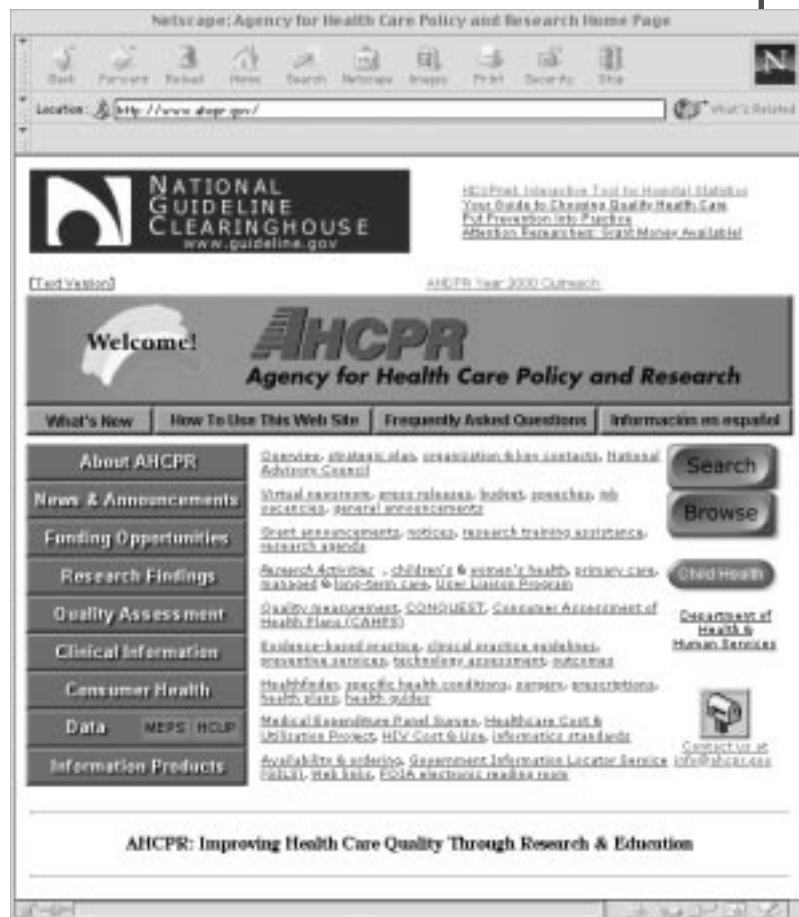 Netscape: Agency for Health Care Policy and Research Home Page
Back Forward Reload Home Search Netscape Images Print Security Stop
N
Location: http://www.ahcpr.gov/ What's Related
NATIONAL
GUIDELINE
CLEARINGHOUSE
www.guideline.gov
HCUPnet, Interactive Tool for Hospital Statistics
Your Guide to Choosing Quality Health Care
Put Prevention Into Practice
Attention Researchers: Grant Money Available!
[Text Version]
AHCPR Year 2000 Outreach
Welcome!
AHCPR
Agency for Health Care Policy and Research
What's New How To Use This Web Site Frequently Asked Questions Información en español
About AHCPR
Overview, strategic plan, organization & key contacts, National
Advisory Council
News & Announcements
Virtual newsroom, press releases, budget, speeches, job
vacancies, general announcements
Funding Opportunities
Grant announcements, notices, research training assistance,
research agenda
Research Findings
Research Activities , children's & women's health, primary care,
managed & long-term care, User Liaison Program
Quality Assessment
Quality measurement, CONQUEST, Consumer Assessment of
Health Plans (CAHPS)
Clinical Information
Evidence-based practice, clinical practice guidelines,
preventive services, technology assessment, outcomes
Consumer Health
Healthfinder, specific health conditions, surgery, prescriptions,
health plans, health guides
Data MEPS HCUP
Medical Expenditure Panel Survey, Healthcare Cost &
Utilization Project, HIV Cost & Use, informatics standards
Information Products
Availability & ordering, Government Information Locator Service
(GILS), Web links, FOIA electronic reading room
Search
Browse
Child Health
Department of
Health &
Human Services
Contact us at
info@ahcpr.gov
AHCPR: Improving Health Care Quality Through Research & Education